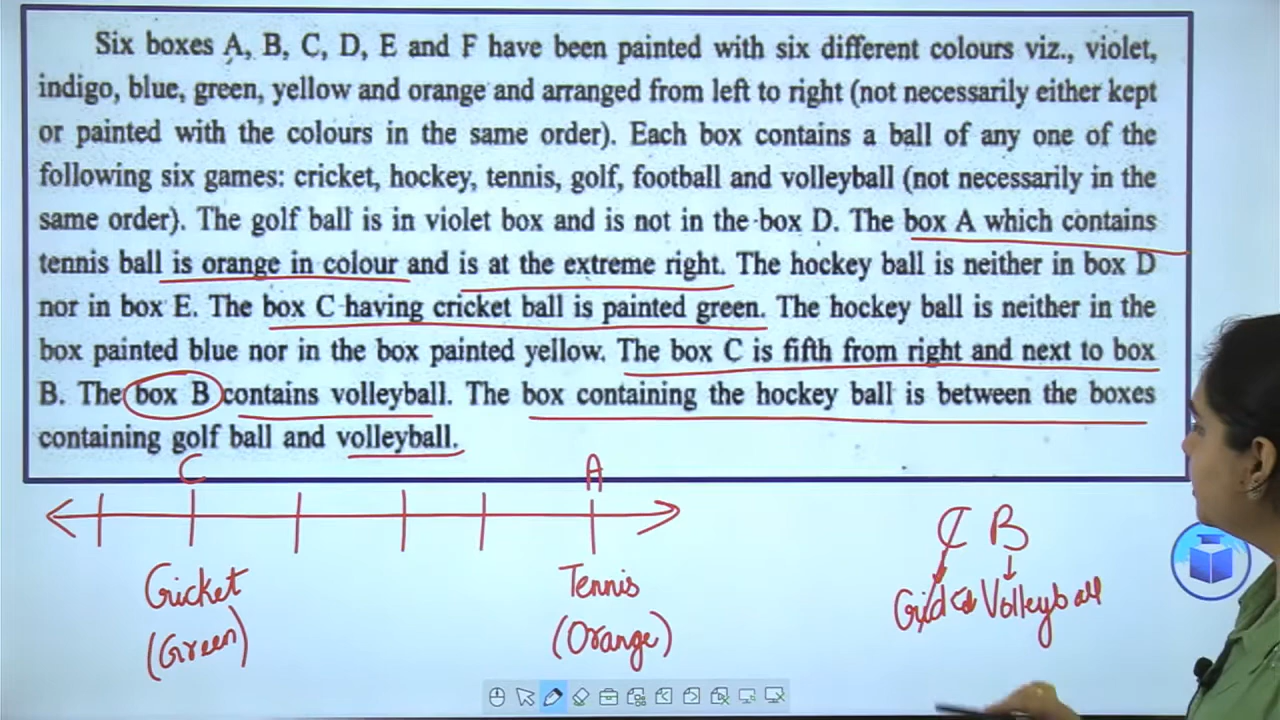 Six boxes A, B, C, D, E and F have been painted with six different colours viz., violet,
indigo, blue, green, yellow and orange and arranged from left to right (not necessarily either kept
or painted with the colours in the same order). Each box contains a ball of any one of the
following six games: cricket, hockey, tennis, golf, football and volleyball (not necessarily in the
same order). The golf ball is in violet box and is not in the box D. The box A which contains
tennis ball is orange in colour and is at the extreme right. The hockey ball is neither in box D
nor in box E. The box C having cricket ball is painted green. The hockey ball is neither in the
box painted blue nor in the box painted yellow. The box C is fifth from right and next to box
B. The box B contains volleyball. The box containing the hockey ball is between the boxes
containing golf ball and volleyball.
C A
C B
Cricket Tennis
Volleyball
(Green) (Orange)